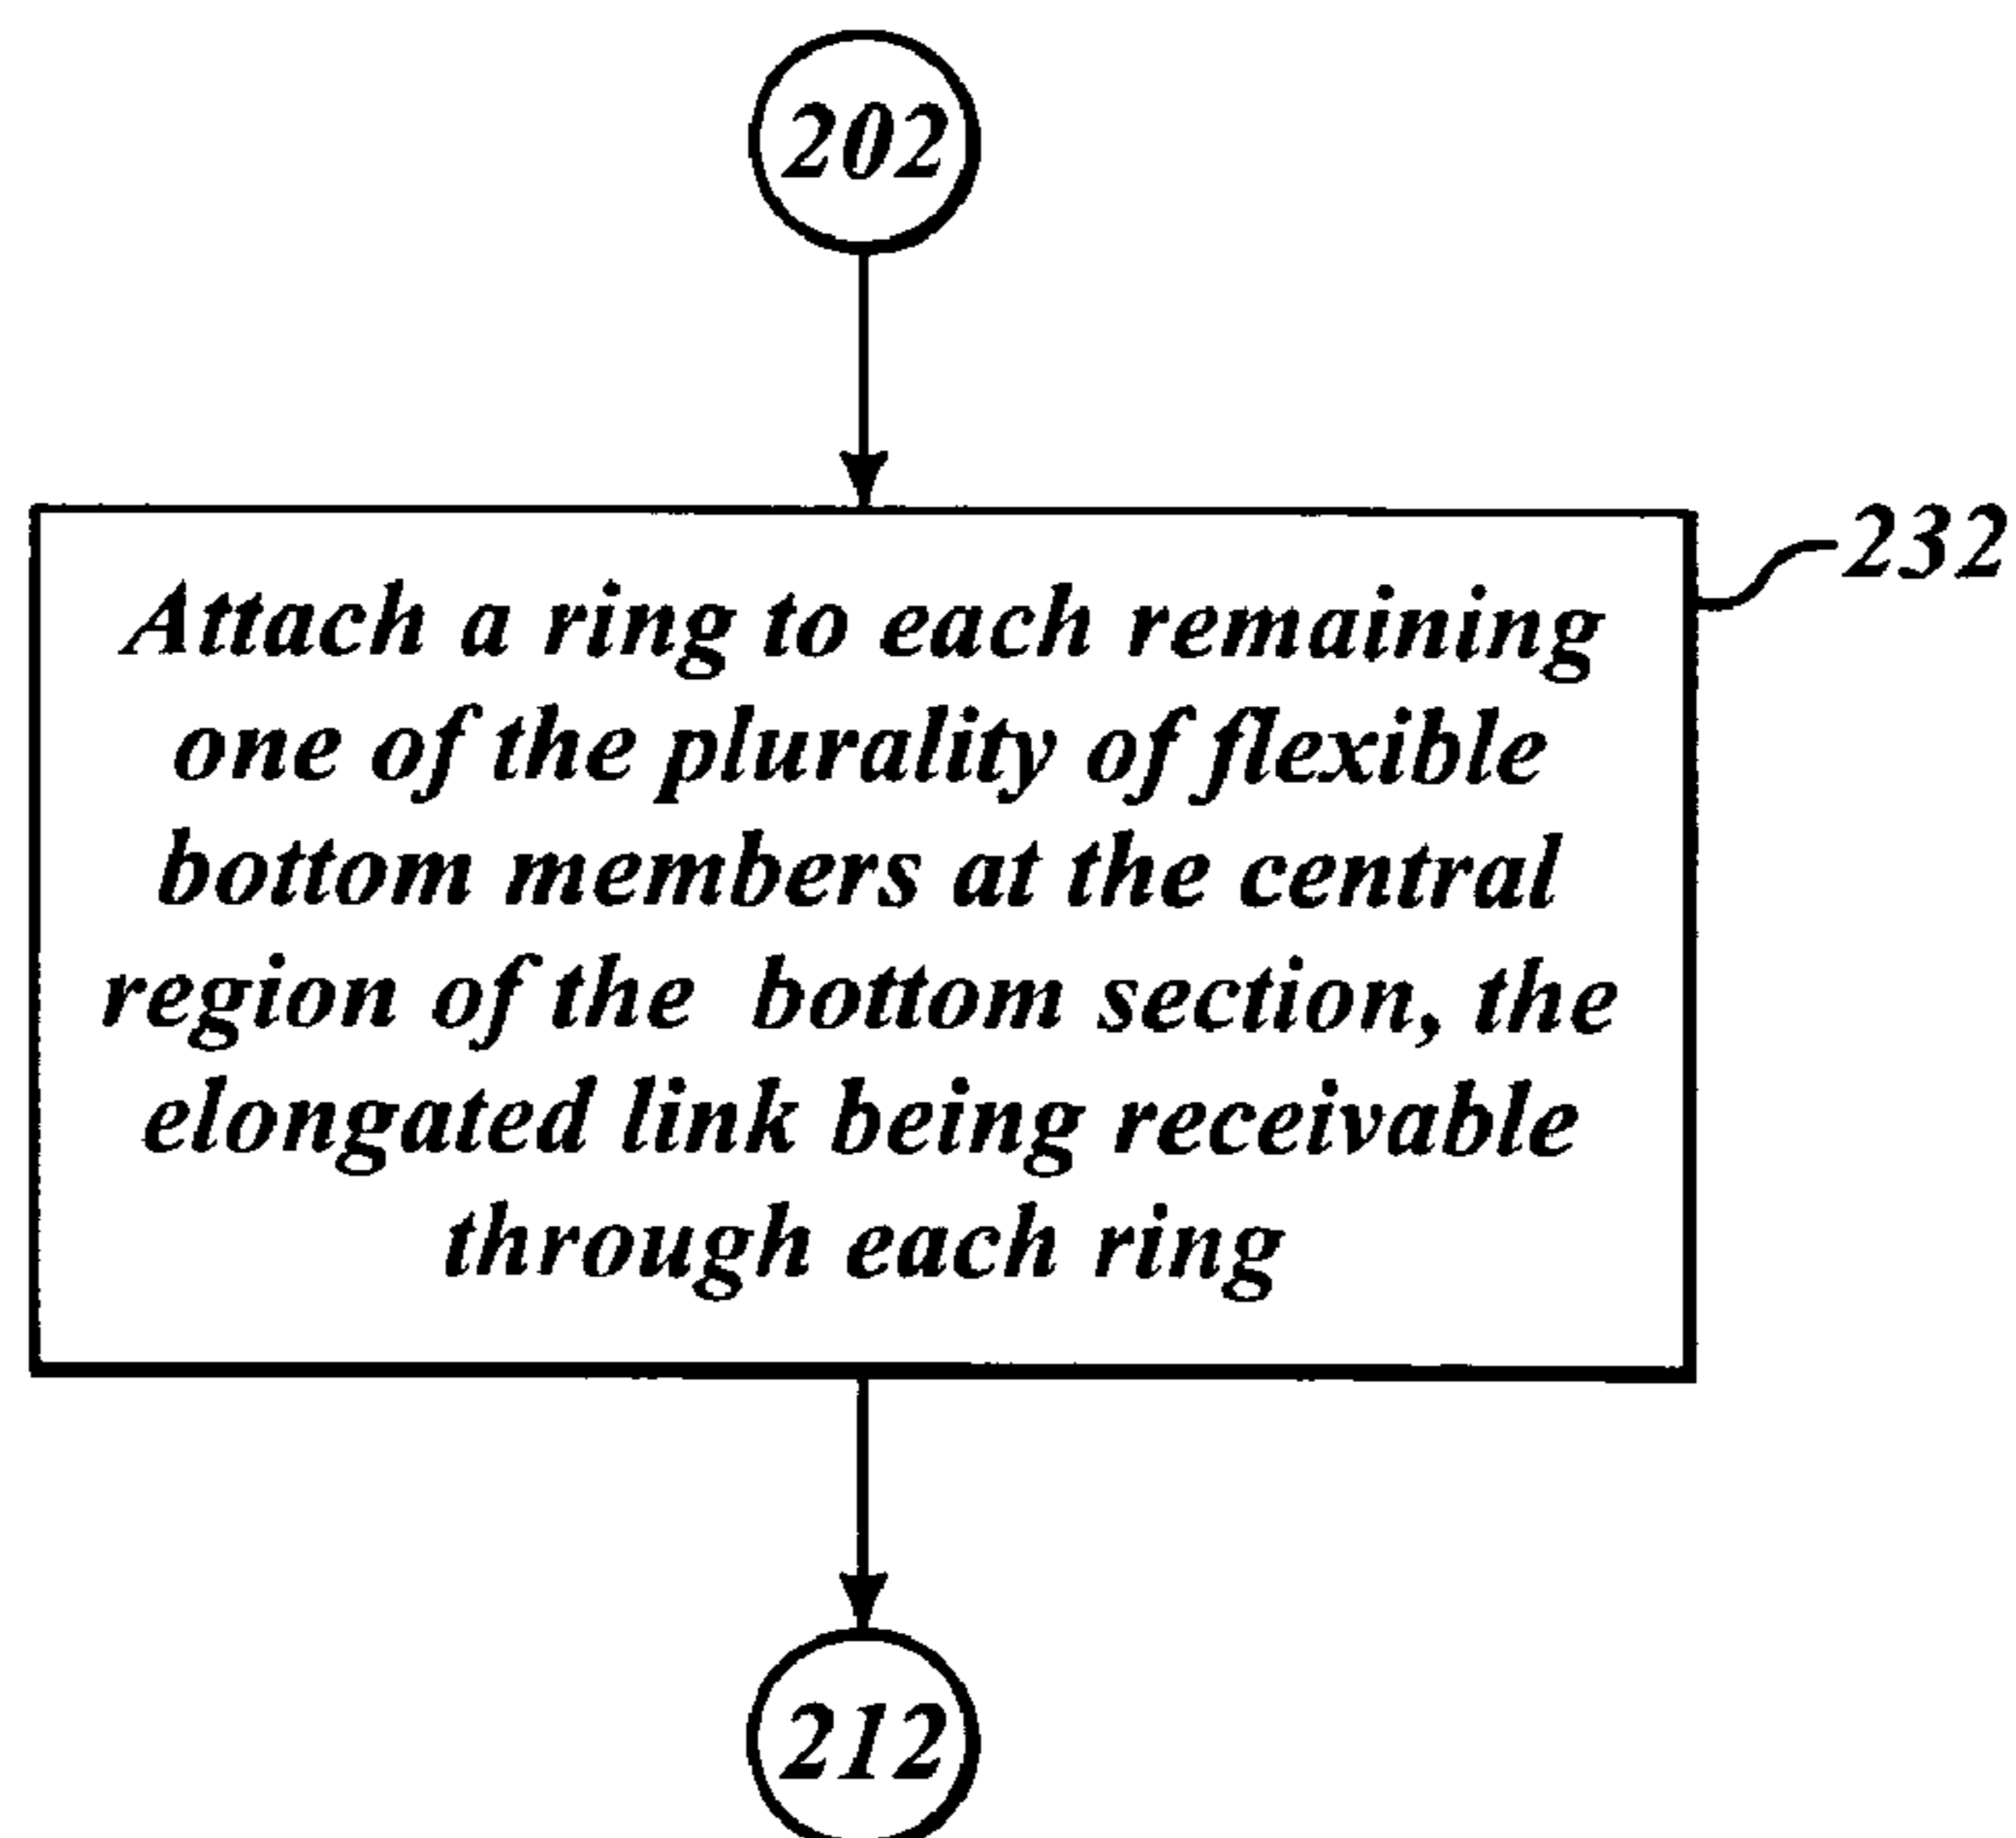 202
232
Attach a ring to each remaining
one of the plurality of flexible
bottom members at the central
region of the bottom section, the
elongated link being receivable
through each ring
212